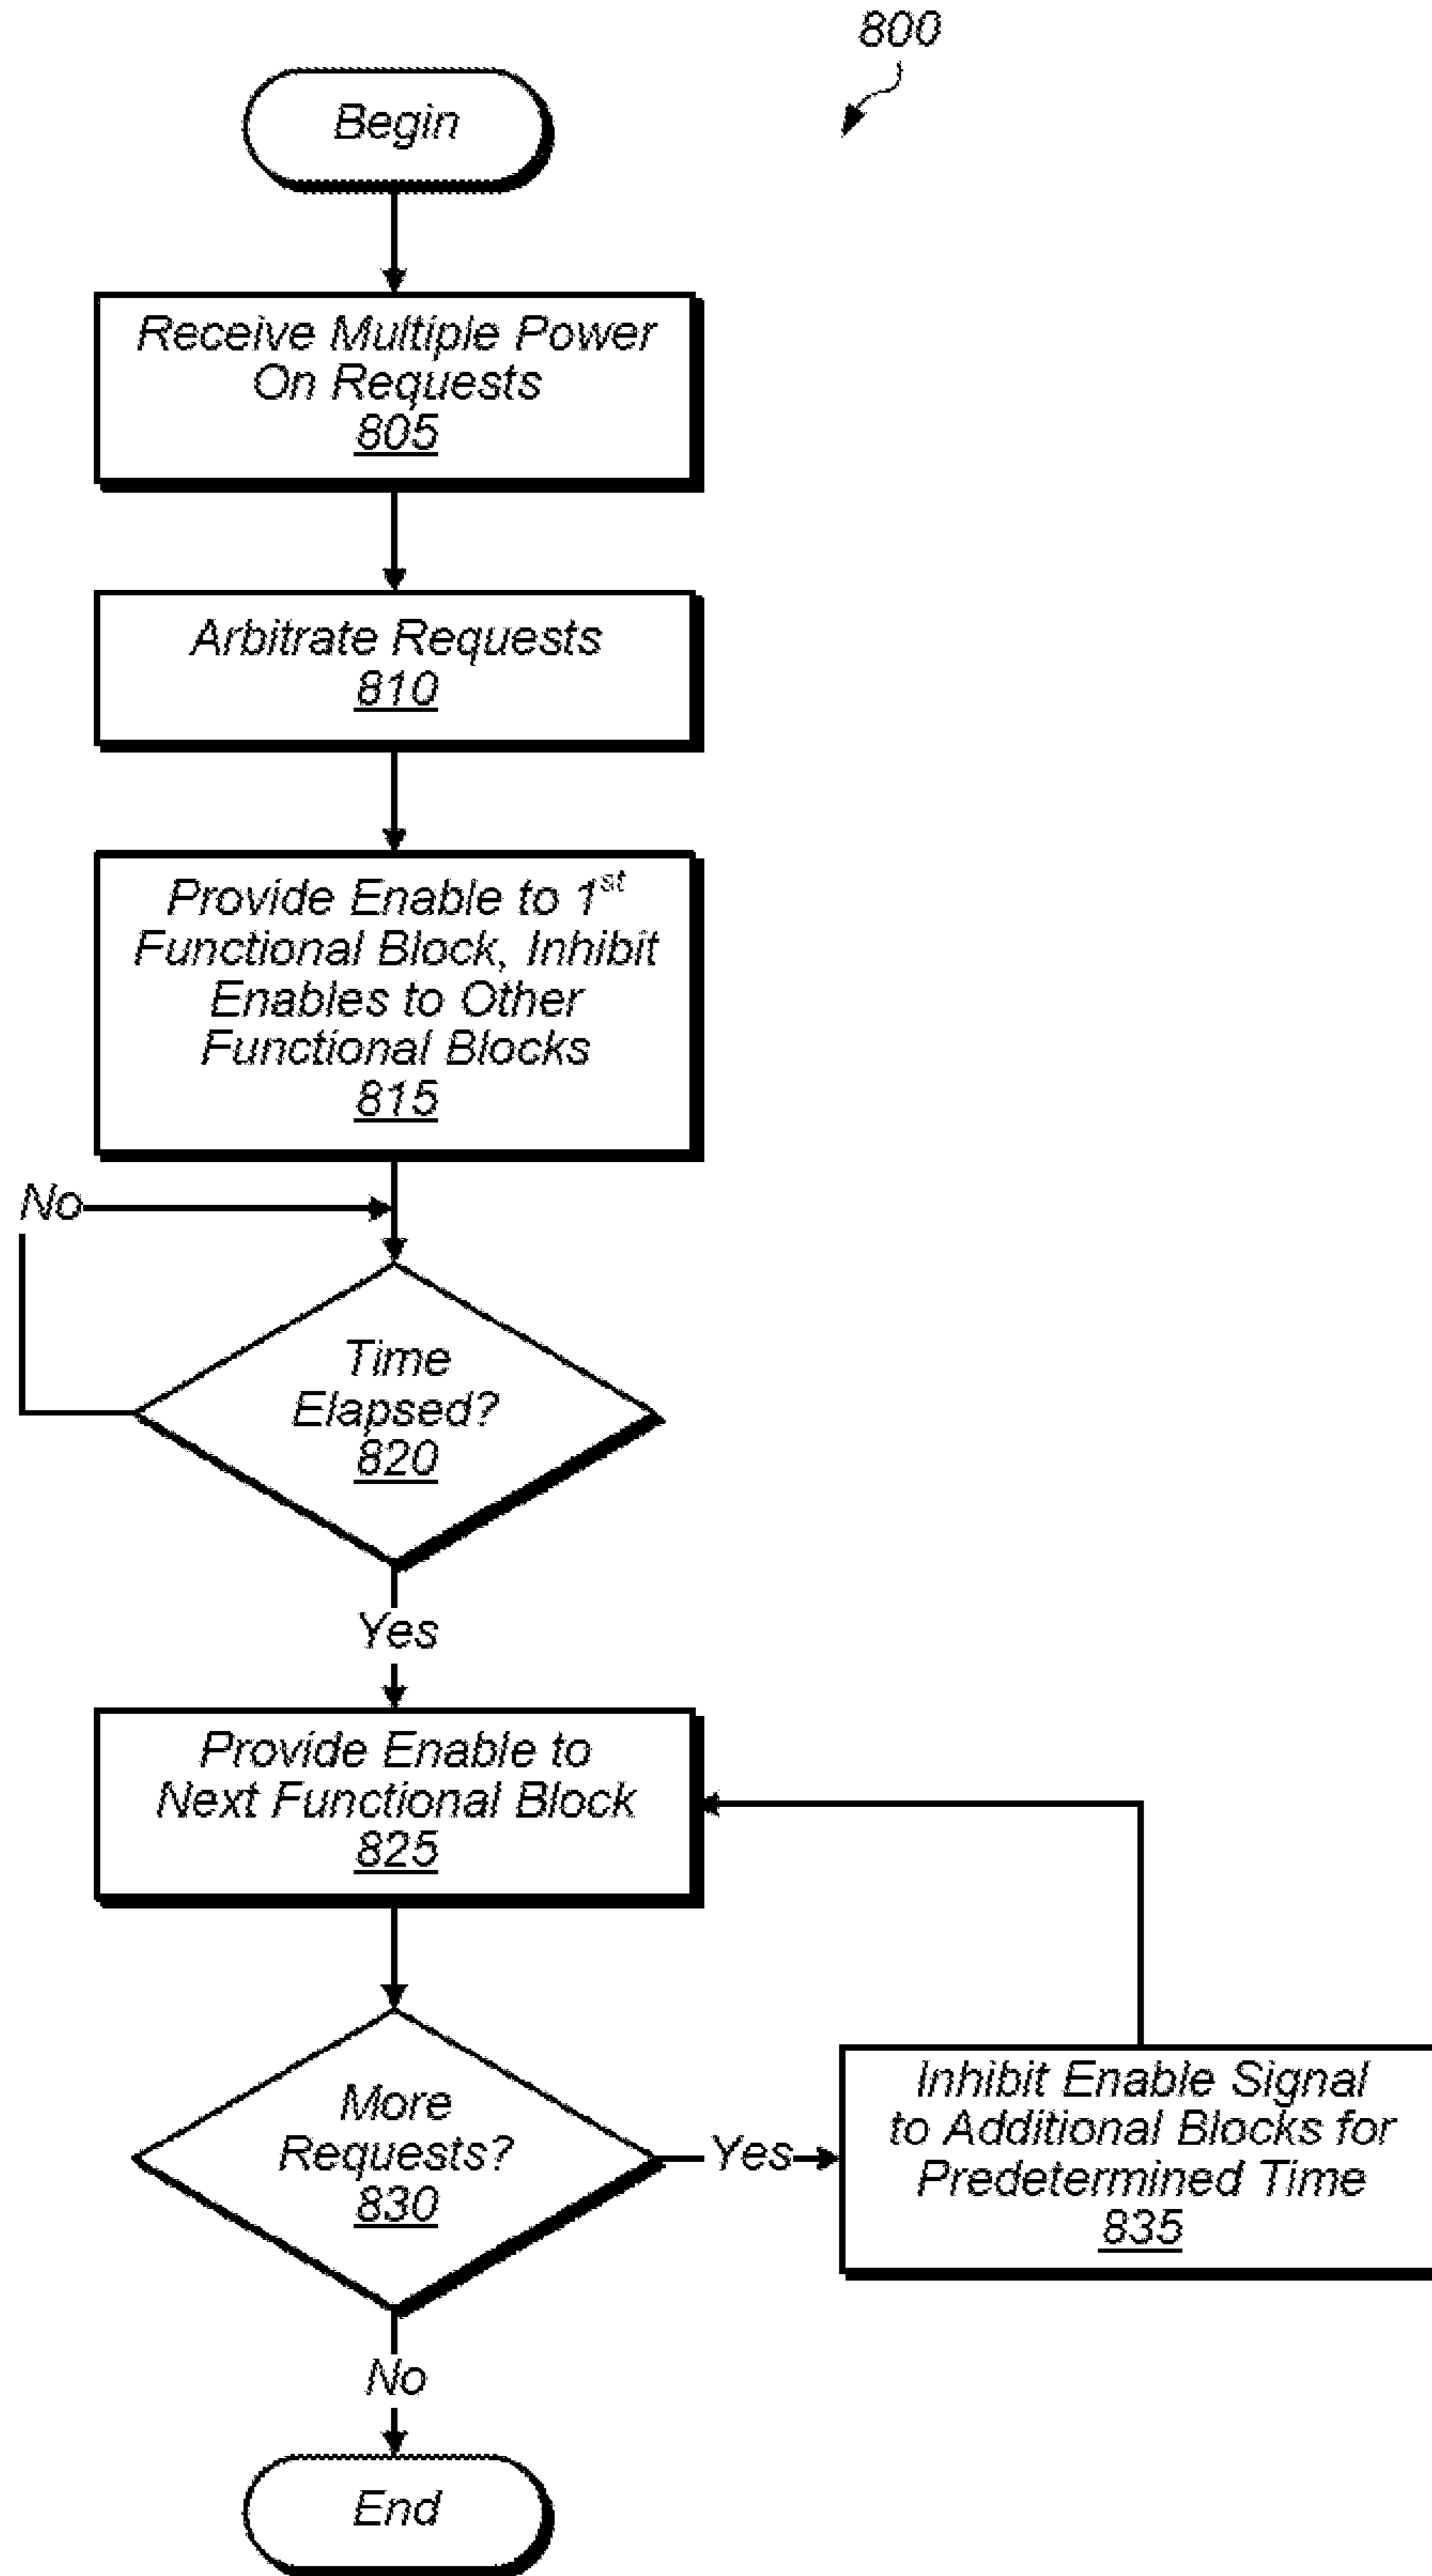 800
Begin
Receive Multiple Power
On Requests
805
Arbitrate Requests
810
Provide Enable to 1st
Functional Block, Inhibit
Enables to Other
Functional Blocks
815
No
Time
Elapsed?
820
Yes
Provide Enable to
Next Functional Block
825
More
Requests?
830
Yes
Inhibit Enable Signal
to Additional Blocks for
Predetermined Time
835
No
End